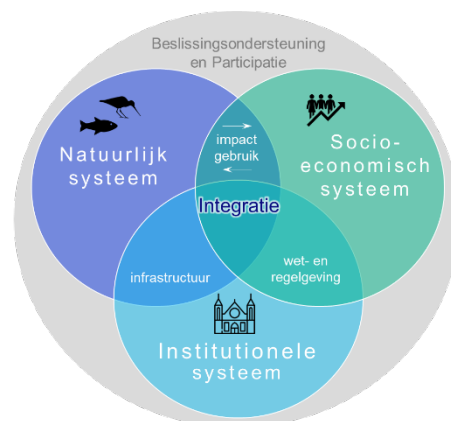 Beslissingsondersteuning
en Participatie
Natuurlijk
systeem
impact
gebruik
Socio-
economisch
systeem
Integratie
infrastructuur
wet- en
regelgeving
Institutionele
systeem